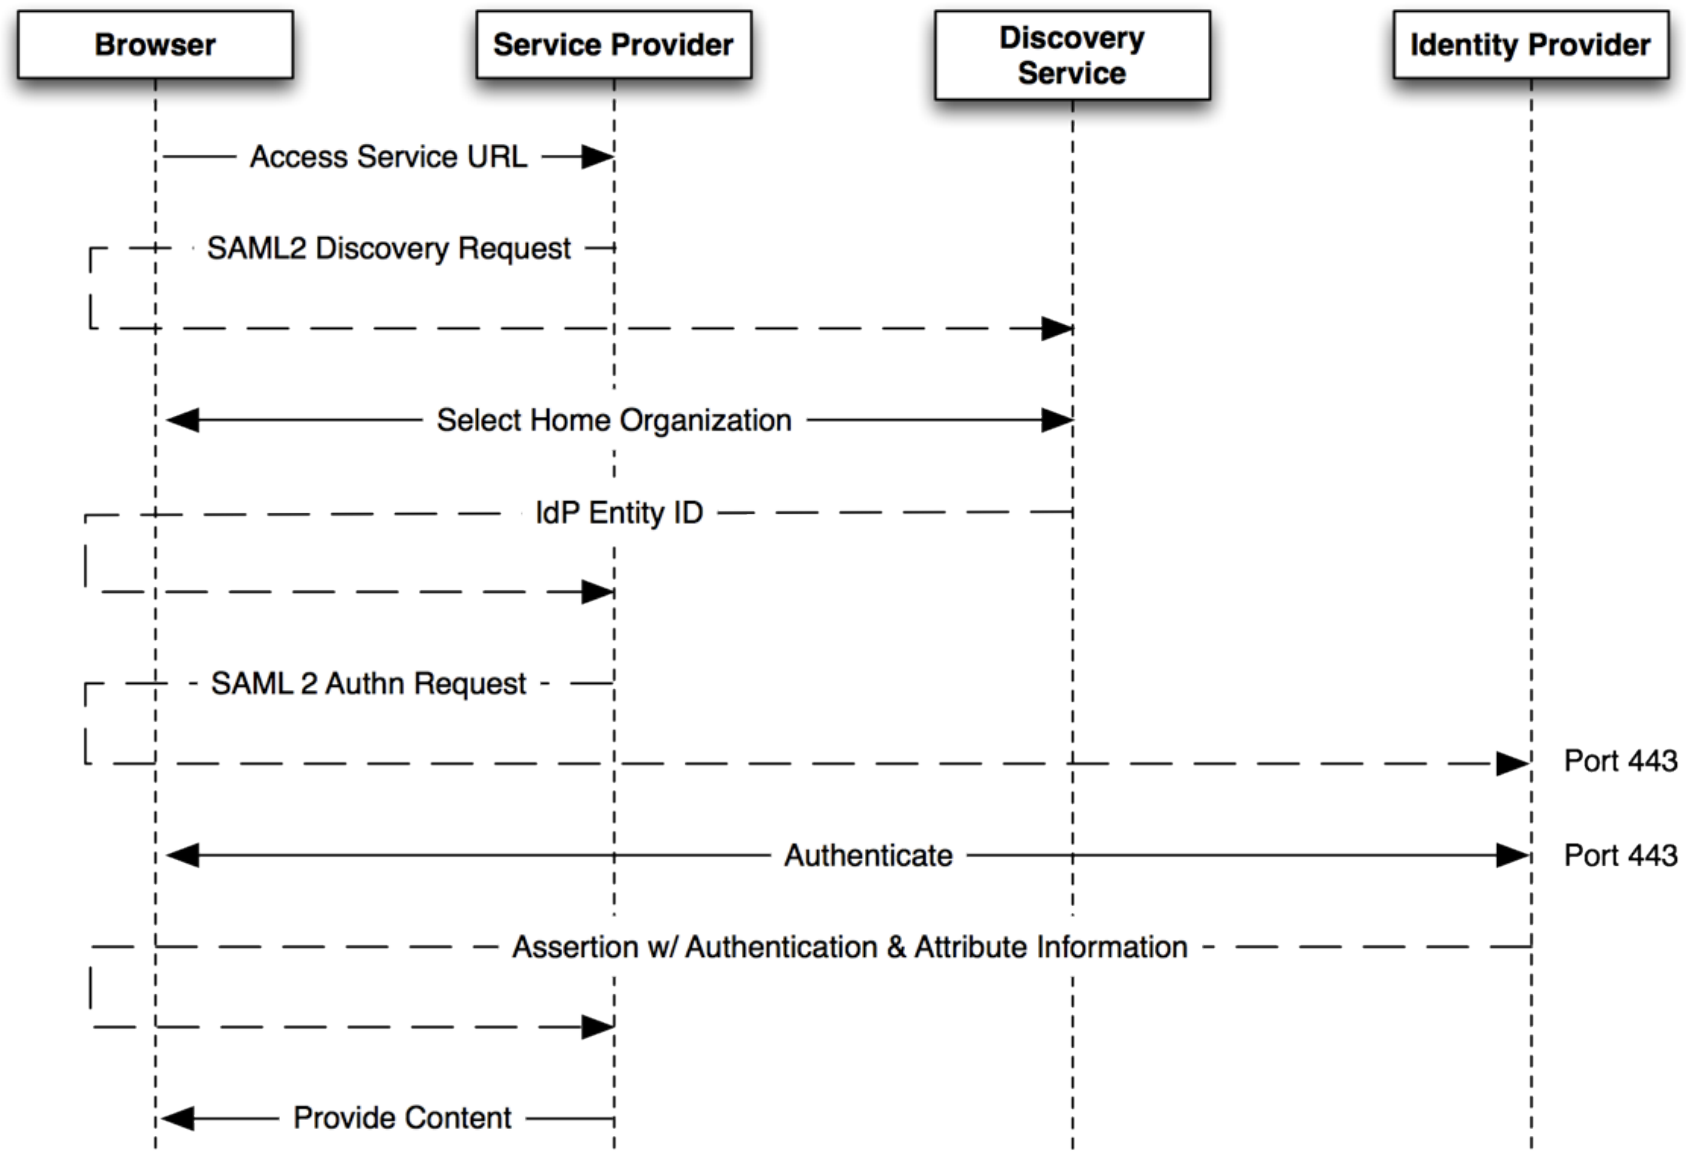 Browser
Service Provider
Discovery
Service
Identity Provider
Access Service URL
SAML2 Discovery Request
Select Home Organization
IdP Entity ID
SAML 2 Authn Request
Port 443
Authenticate
Port 443
Assertion w/ Authentication & Attribute Information
Provide Content